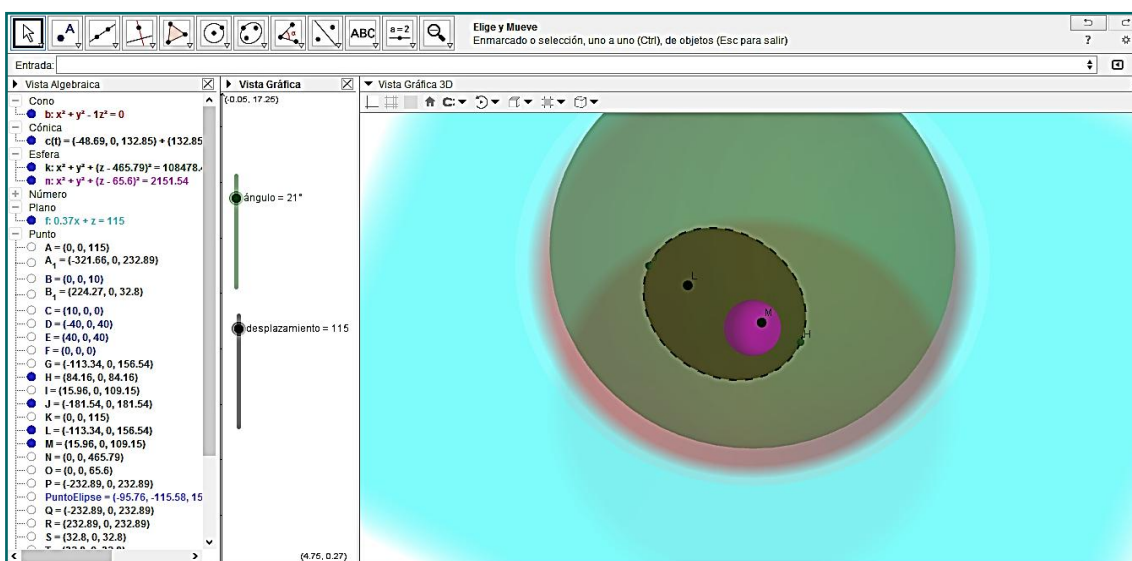 ABC
a=2
Elige y Mueve
Enmarcado o selección, uno a uno (Ctrl), de objetos (Esc para salir)
?
Entrada:
Vista Algebraica
Vista Gráfica
Vista Gráfica 3D
Cono
b: x² + y² - 1z² = 0
Cónica
c(t) = (-48.69, 0, 132.85) + (132.85
Esfera
k: x² + y² + (z - 465.79)² = 108478.
n: x² + y² + (z - 65.6)² = 2151.54
Número
Plano
f: 0.37x + z = 115
Punto
A = (0, 0, 115)
A₁ = (-321.66, 0, 232.89)
B = (0, 0, 10)
B₁ = (224.27, 0, 32.8)
C = (10, 0, 0)
D = (-40, 0, 40)
E = (40, 0, 40)
F = (0, 0, 0)
G = (-113.34, 0, 156.54)
H = (84.16, 0, 84.16)
I = (15.96, 0, 109.15)
J = (-181.54, 0, 181.54)
K = (0, 0, 115)
L = (-113.34, 0, 156.54)
M = (15.96, 0, 109.15)
N = (0, 0, 465.79)
O = (0, 0, 65.6)
P = (-232.89, 0, 232.89)
PuntoElipse = (-95.76, -115.58, 15
Q = (-232.89, 0, 232.89)
R = (232.89, 0, 232.89)
S = (32.8, 0, 32.8)
(-0.05, 17.25)
ángulo = 21°
desplazamiento = 115
(4.75, 0.27)
L
M
H